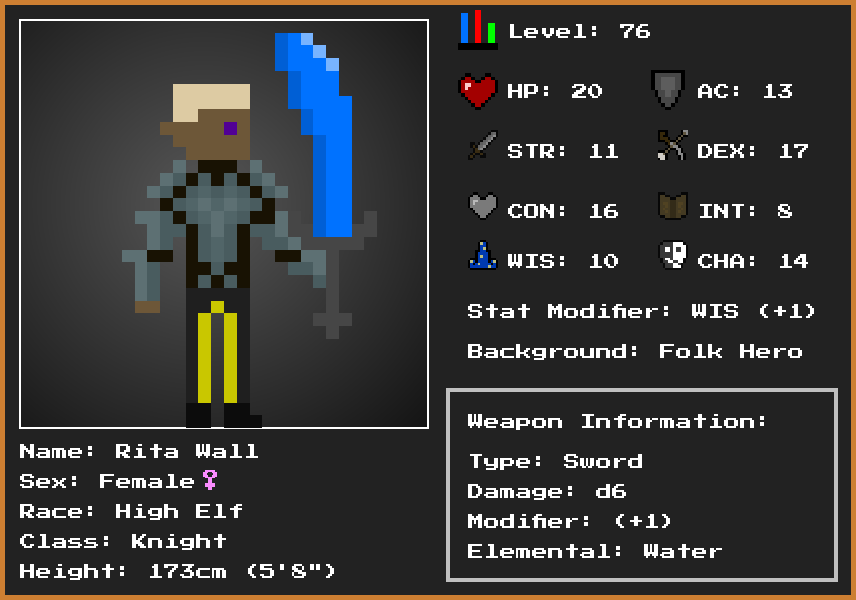 Level: 76
HP: 20 AC: 13
STR: 11 DEX: 17
CON: 16 INT: 8
WIS: 10 CHA: 14
Stat Modifier: WIS (+1)
Background: Folk Hero
Weapon Information:
Type: Sword
Damage: d6
Modifier: (+1)
Elemental: Water
Name: Rita Wall
Sex: Female♀
Race: High Elf
Class: Knight
Height: 173cm (5'8")